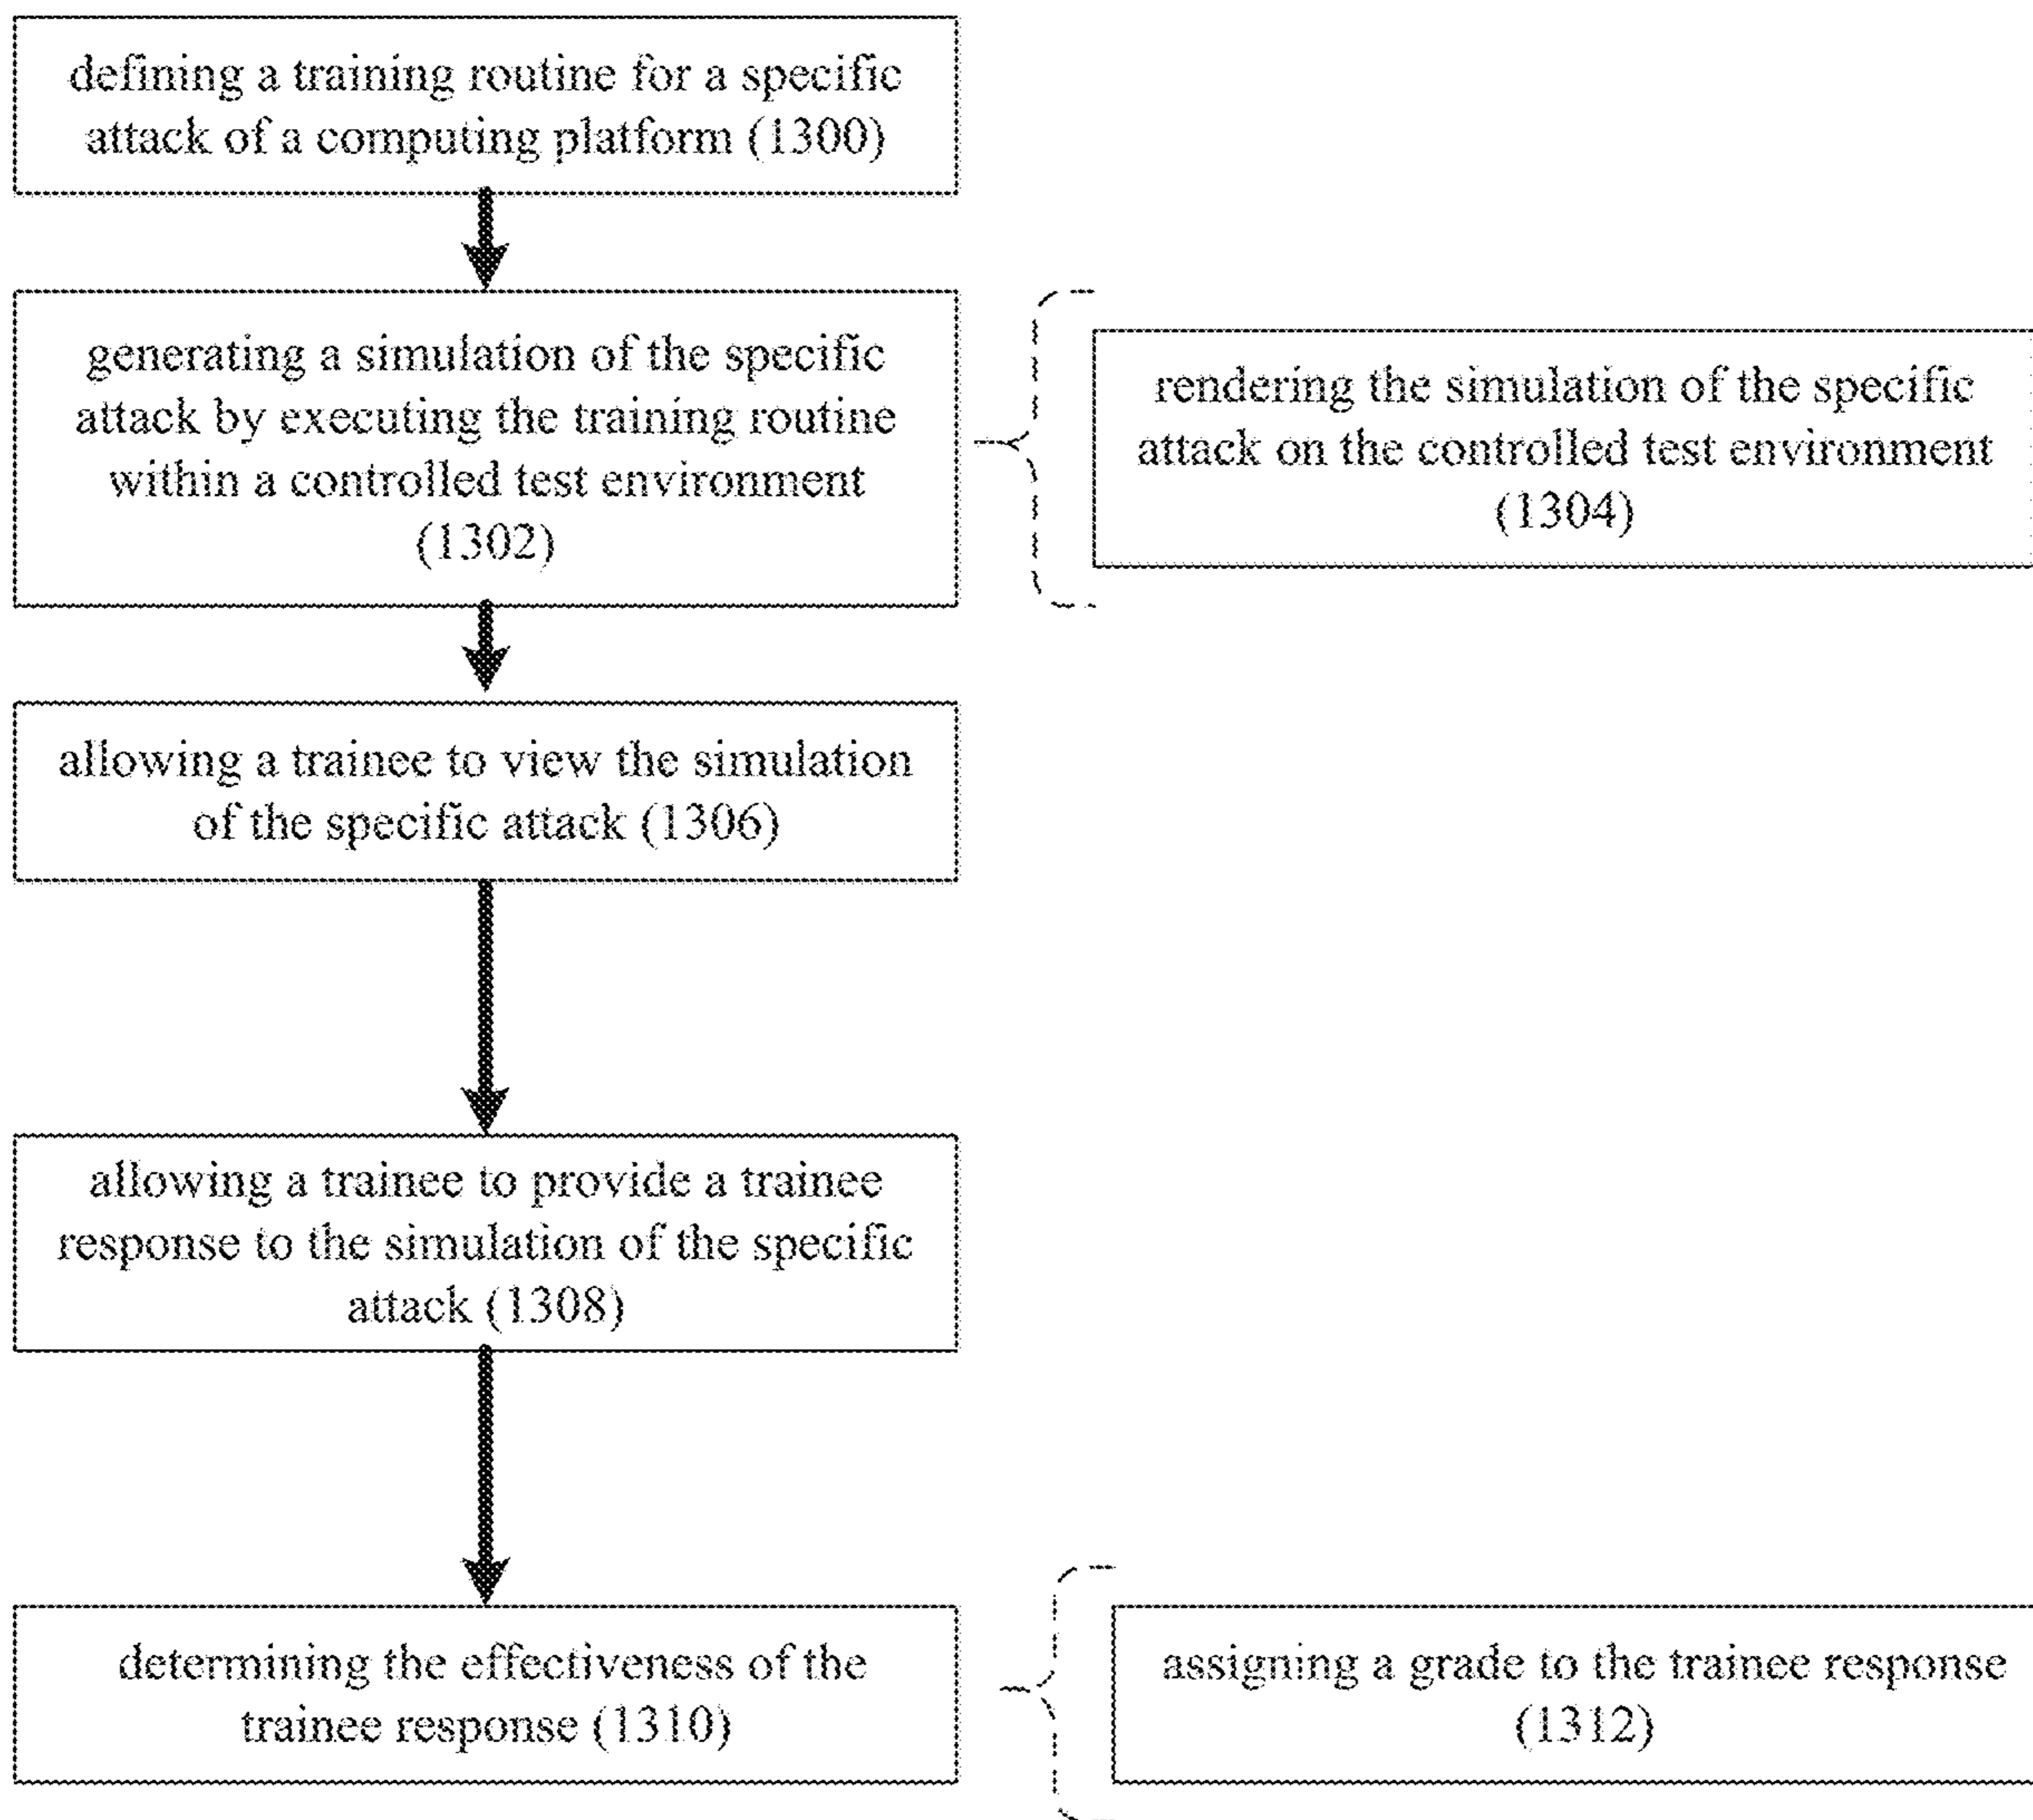 defining a training routine for a specific
attack of a computing platform (1300)
generating a simulation of the specific
attack by executing the training routine
within a controlled test environment
(1302)
rendering the simulation of the specific
attack on the controlled test environment
(1304)
allowing a trainee to view the simulation
of the specific attack (1306)
allowing a trainee to provide a trainee
response to the simulation of the specific
attack (1308)
determining the effectiveness of the
trainee response (1310)
assigning a grade to the trainee response
(1312)